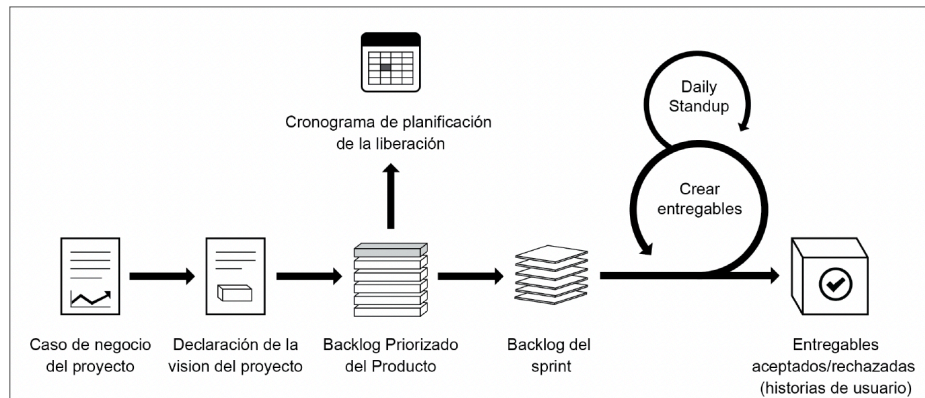 Daily
Standup
Cronograma de planificación
de la liberación
Crear
entregables
Caso de negocio
del proyecto
Declaración de la
vision del proyecto
Backlog Priorizado
del Producto
Backlog del
sprint
Entregables
aceptados/rechazadas
(historias de usuario)